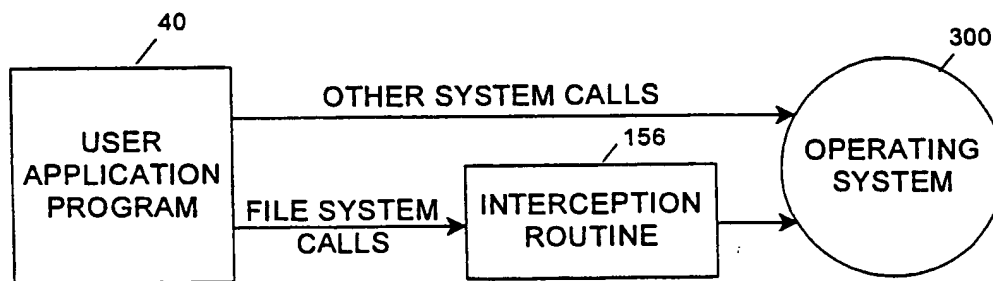 40
300
OTHER SYSTEM CALLS
156
USER
APPLICATION
PROGRAM
OPERATING
SYSTEM
FILE SYSTEM
CALLS
INTERCEPTION
ROUTINE